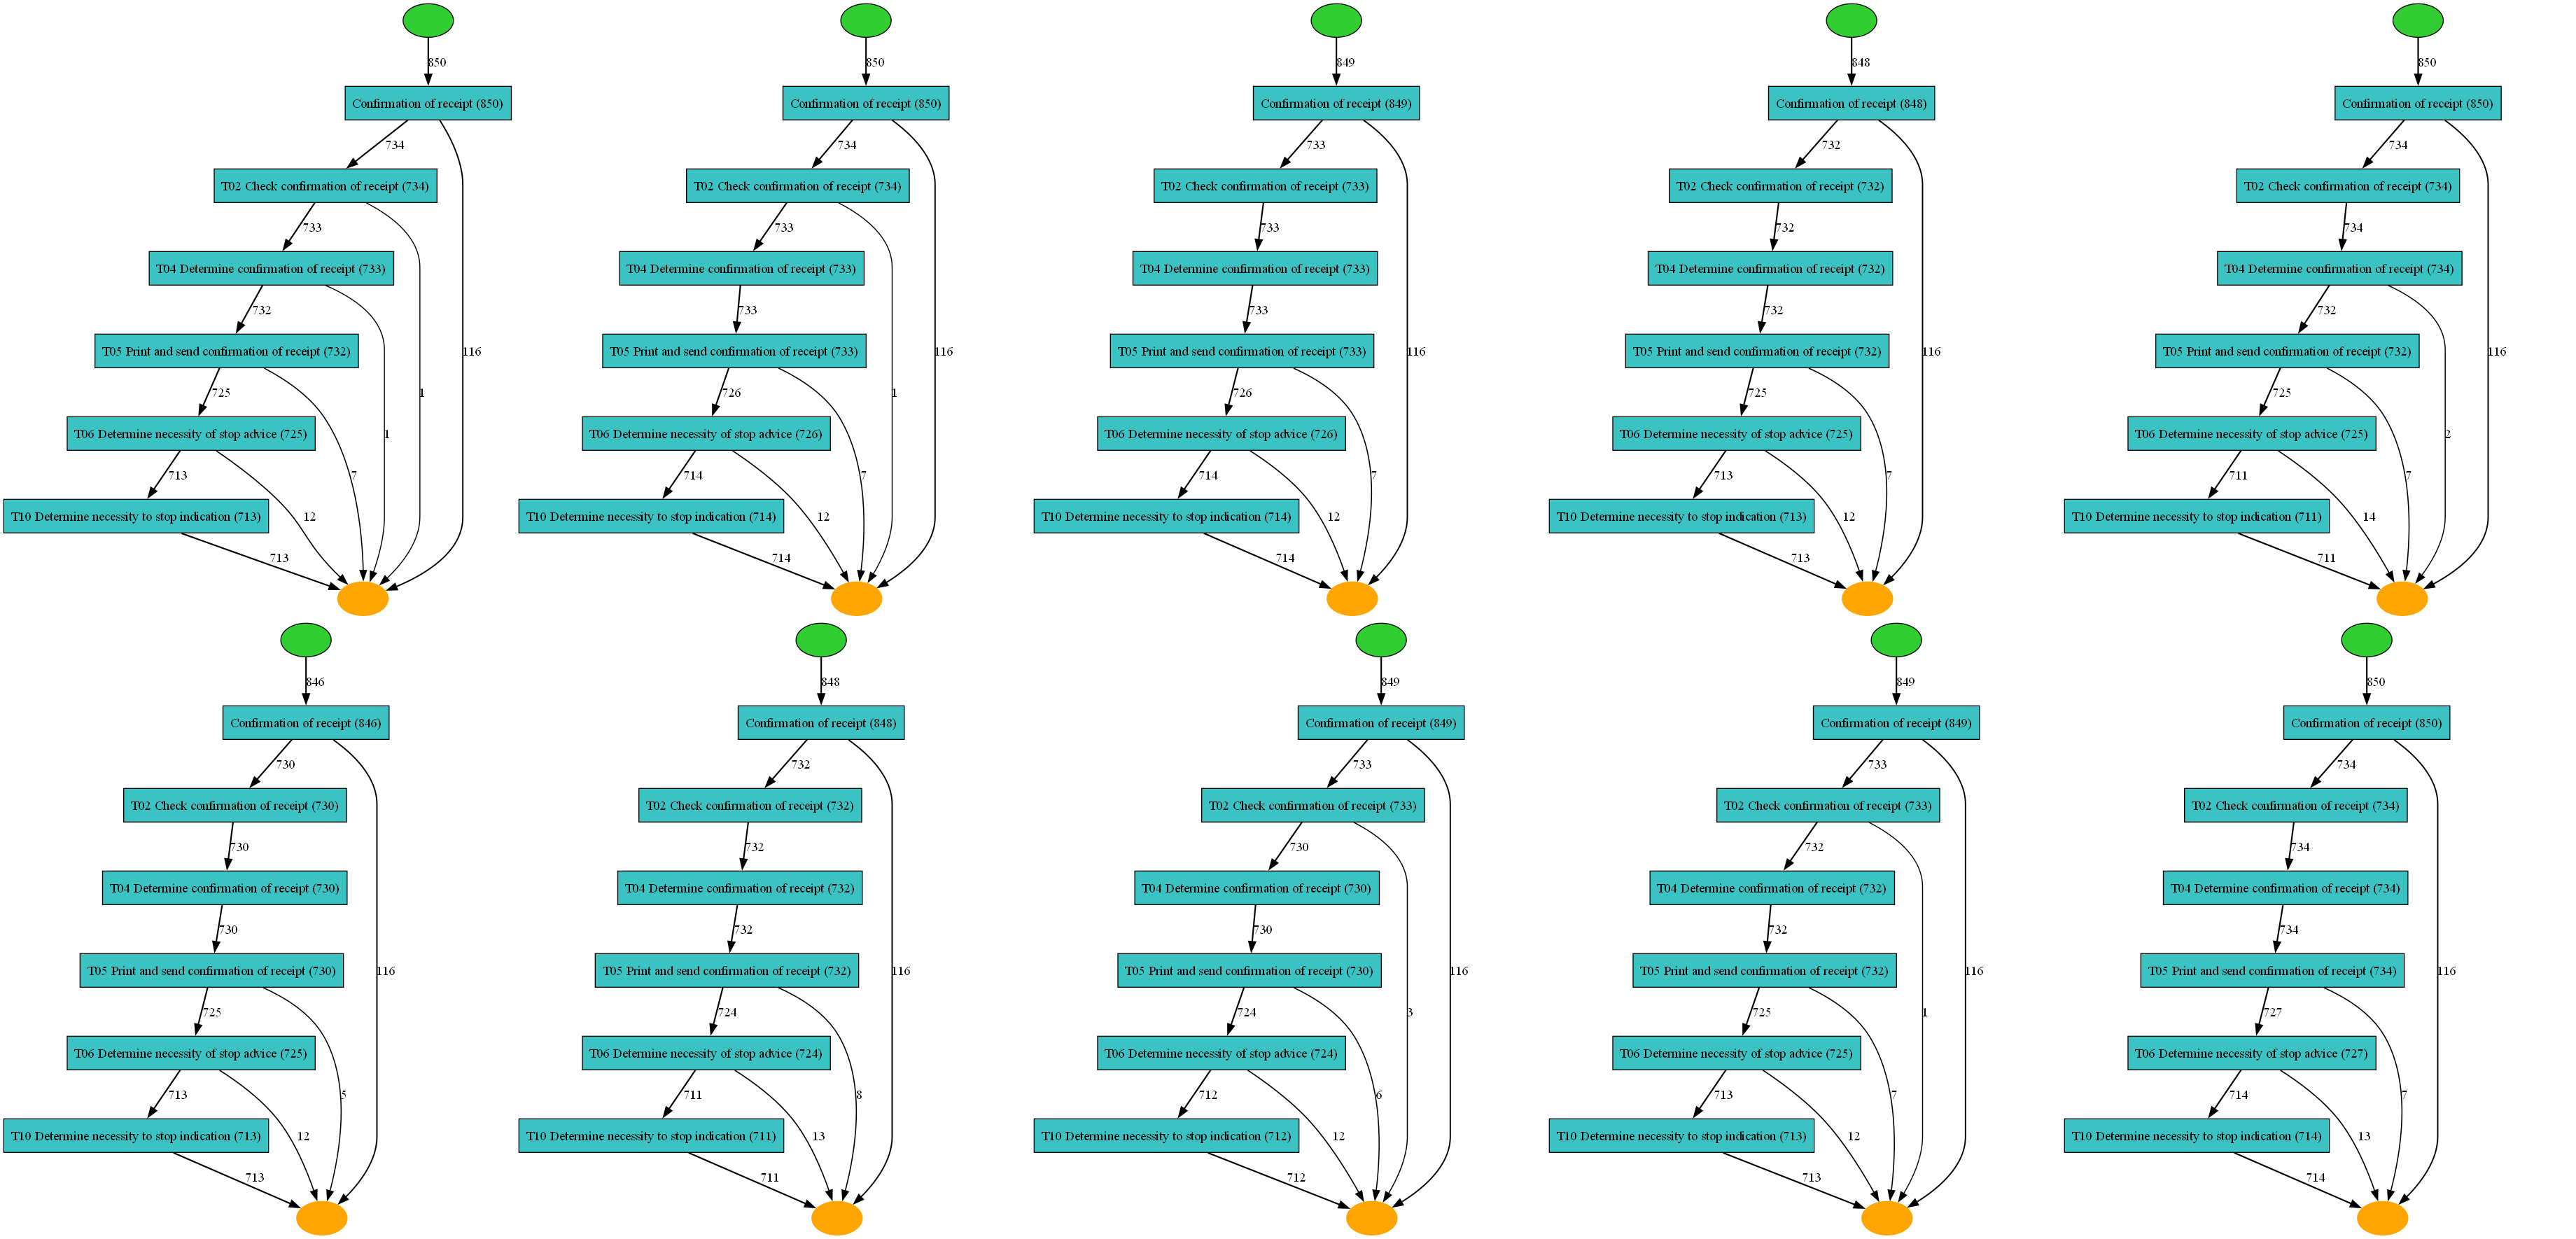 850
Confirmation of receipt (850)
734
T02 Check confirmation of receipt (734)
733
T04 Determine confirmation of receipt (733)
732
T05 Print and send confirmation of receipt (732)
116
725
1
T06 Determine necessity of stop advice (725)
1
713
7
T10 Determine necessity to stop indication (713)
12
713
850
Confirmation of receipt (850)
734
T02 Check confirmation of receipt (734)
733
T04 Determine confirmation of receipt (733)
733
T05 Print and send confirmation of receipt (733)
116
726
1
T06 Determine necessity of stop advice (726)
714
7
T10 Determine necessity to stop indication (714)
12
714
849
Confirmation of receipt (849)
733
T02 Check confirmation of receipt (733)
733
T04 Determine confirmation of receipt (733)
733
T05 Print and send confirmation of receipt (733)
116
726
T06 Determine necessity of stop advice (726)
714
7
T10 Determine necessity to stop indication (714)
12
714
848
Confirmation of receipt (848)
732
T02 Check confirmation of receipt (732)
732
T04 Determine confirmation of receipt (732)
732
T05 Print and send confirmation of receipt (732)
116
725
T06 Determine necessity of stop advice (725)
713
7
T10 Determine necessity to stop indication (713)
12
713
850
Confirmation of receipt (850)
734
T02 Check confirmation of receipt (734)
734
T04 Determine confirmation of receipt (734)
732
T05 Print and send confirmation of receipt (732)
116
725
T06 Determine necessity of stop advice (725)
2
711
7
T10 Determine necessity to stop indication (711)
14
711
846
Confirmation of receipt (846)
730
T02 Check confirmation of receipt (730)
730
T04 Determine confirmation of receipt (730)
730
T05 Print and send confirmation of receipt (730)
116
725
T06 Determine necessity of stop advice (725)
713
5
T10 Determine necessity to stop indication (713)
12
713
848
Confirmation of receipt (848)
732
T02 Check confirmation of receipt (732)
732
T04 Determine confirmation of receipt (732)
732
T05 Print and send confirmation of receipt (732)
116
724
T06 Determine necessity of stop advice (724)
711
8
T10 Determine necessity to stop indication (711)
13
711
849
Confirmation of receipt (849)
733
T02 Check confirmation of receipt (733)
730
T04 Determine confirmation of receipt (730)
730
T05 Print and send confirmation of receipt (730)
116
724
3
T06 Determine necessity of stop advice (724)
712
6
T10 Determine necessity to stop indication (712)
12
712
849
Confirmation of receipt (849)
733
T02 Check confirmation of receipt (733)
732
T04 Determine confirmation of receipt (732)
732
T05 Print and send confirmation of receipt (732)
116
725
1
T06 Determine necessity of stop advice (725)
713
7
T10 Determine necessity to stop indication (713)
12
713
850
Confirmation of receipt (850)
734
T02 Check confirmation of receipt (734)
734
T04 Determine confirmation of receipt (734)
734
T05 Print and send confirmation of receipt (734)
116
727
T06 Determine necessity of stop advice (727)
714
7
T10 Determine necessity to stop indication (714)
13
714